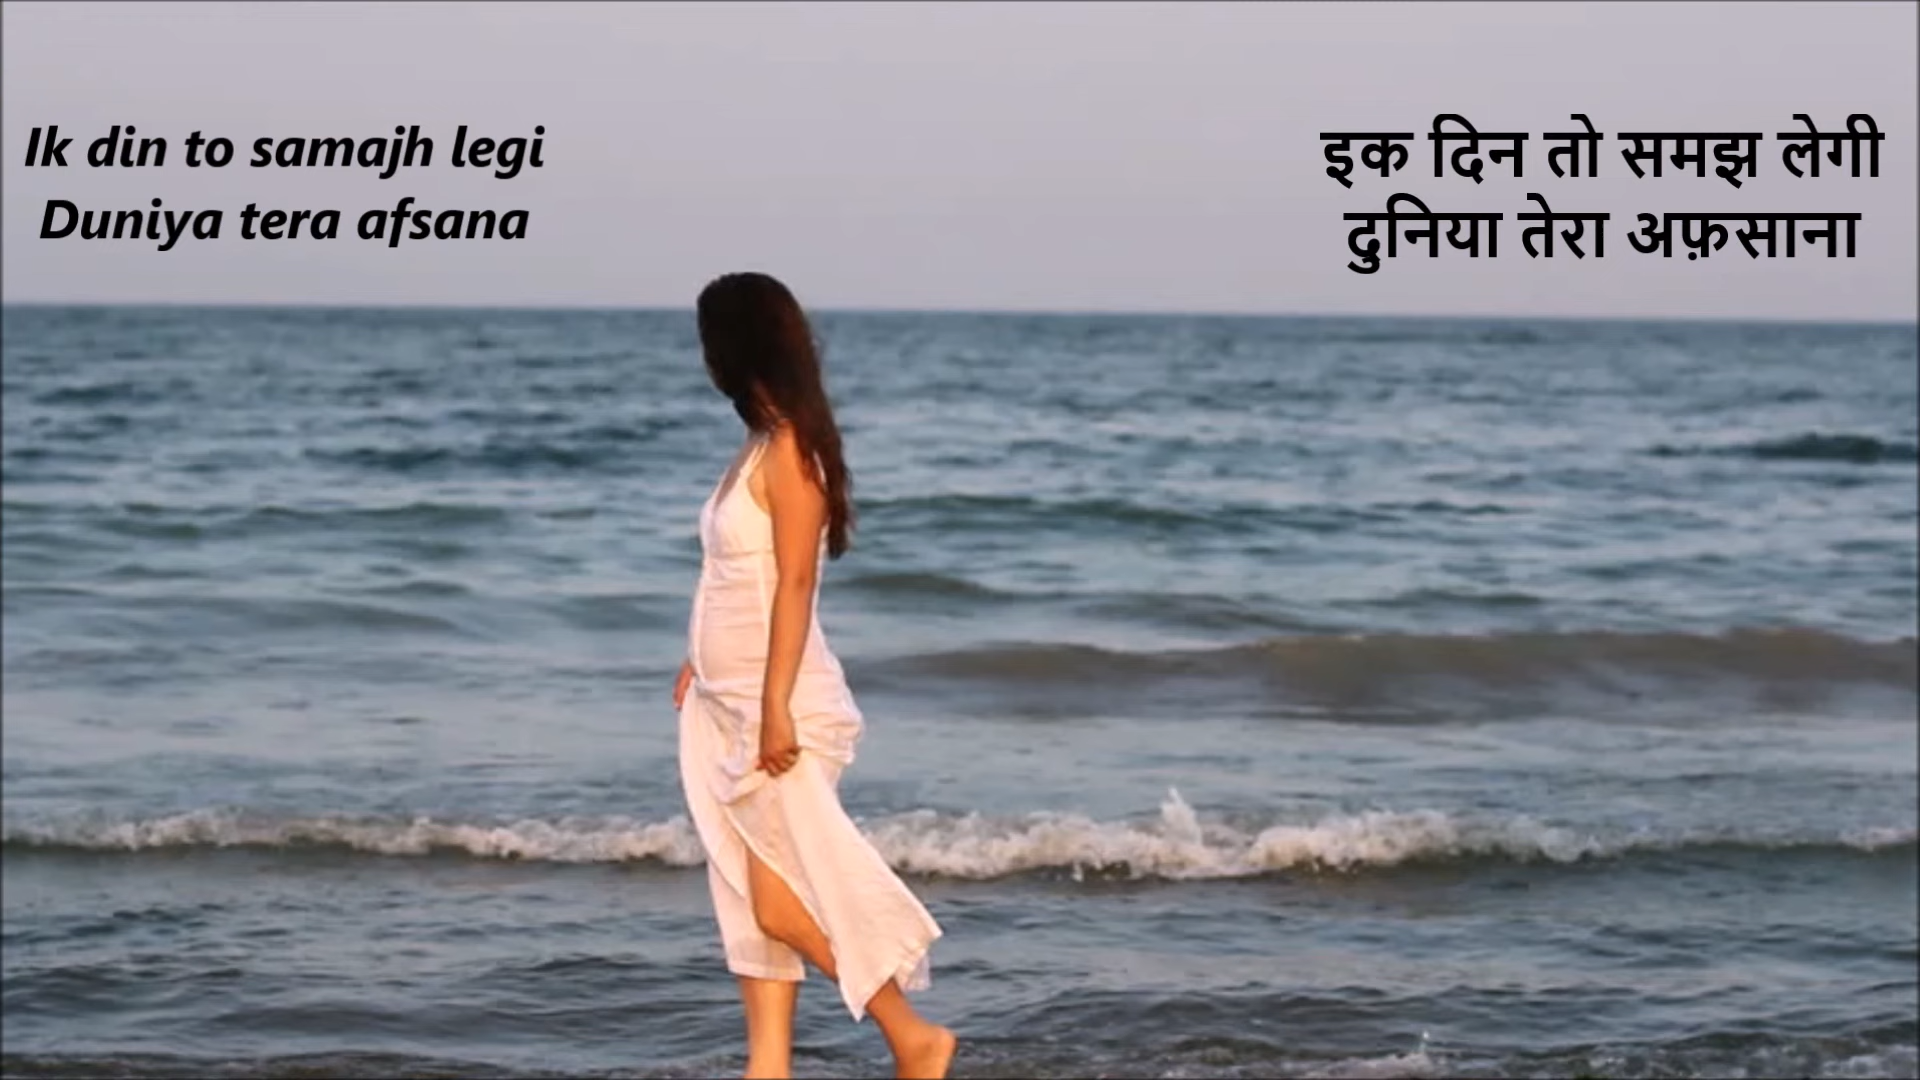 Ik din to samajh legi
Duniya tera afsana
इक दिन तो समझ लेगी
दुनिया तेरा अफ़साना